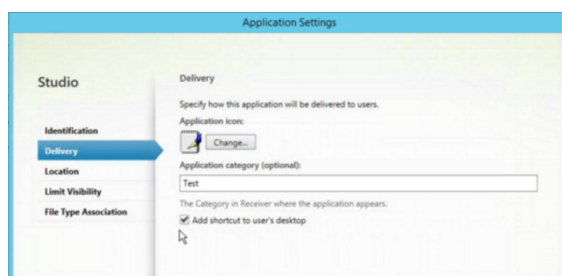 Application Settings
Studio
Identification
Delivery
Location
Limit Visibility
File Type Association
Delivery
Specify how this application will be delivered to users.
Application icon:
Change...
Application category (optional):
Test
The Category in Receiver where the application appears.
Add shortcut to user's desktop